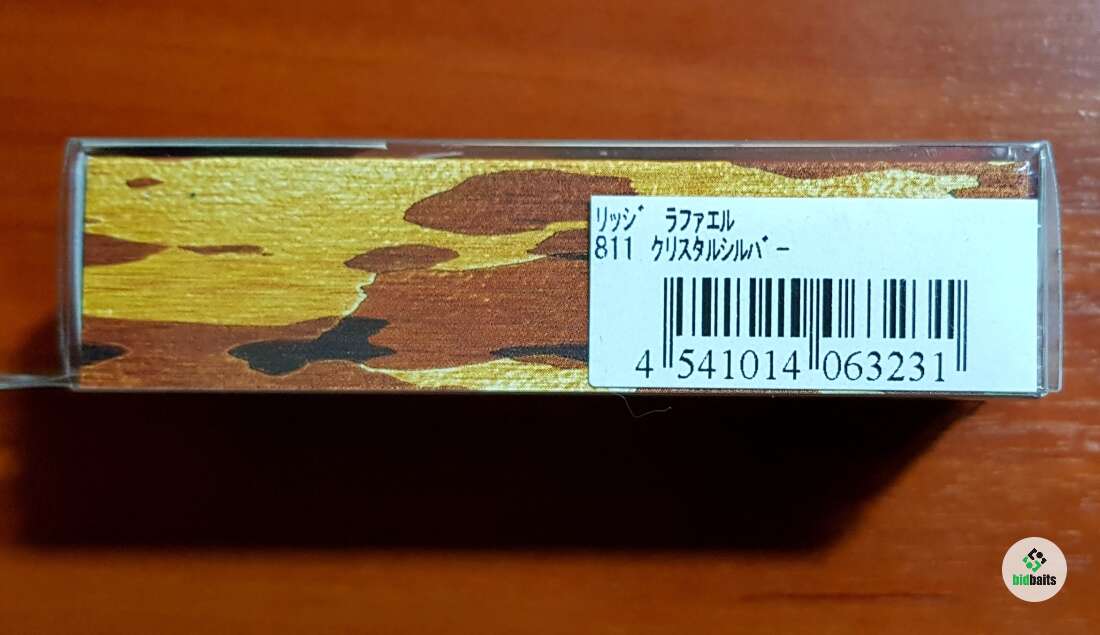 ﾘｯｼﾞ ﾗﾌｧｴﾙ
811 ｸﾘｽﾀﾙｼﾙﾊﾞｰ
4 541014 063231
bidbaits